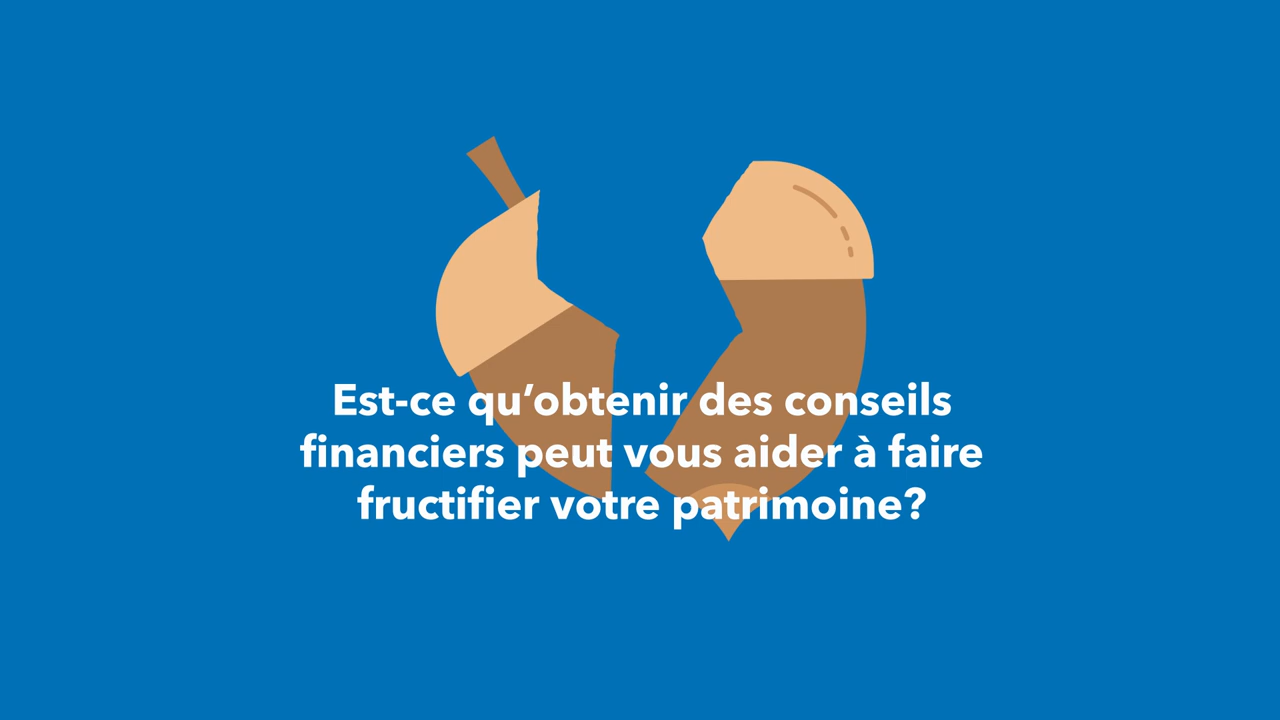 Est-ce qu’obtenir des conseils
financiers peut vous aider à faire
fructifier votre patrimoine?